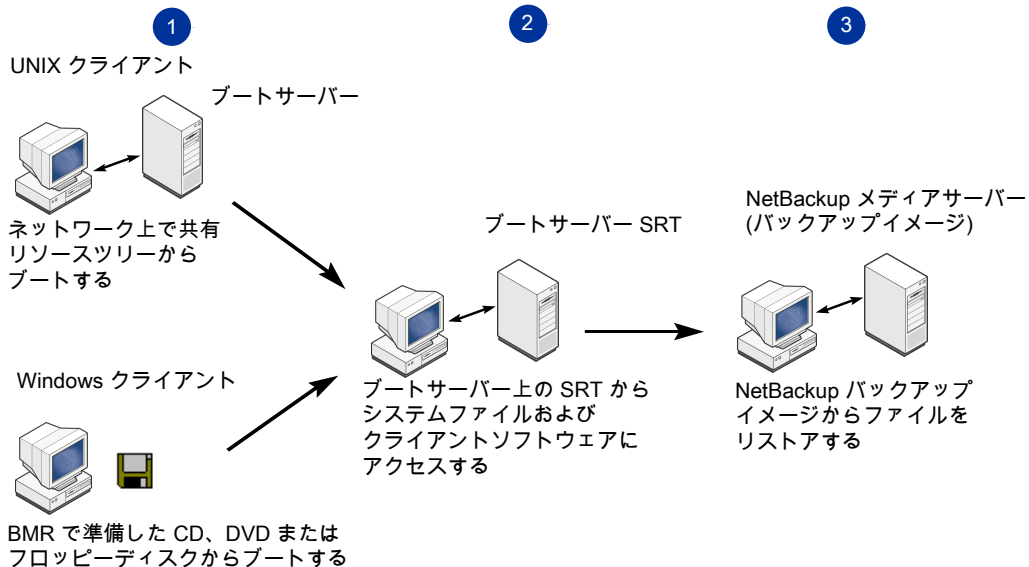 1
2
3
UNIX クライアント
ブートサーバー
ネットワーク上で共有
リソースツリーから
ブートする
Windows クライアント
BMR で準備した CD、DVD または
フロッピーディスクからブートする
ブートサーバー SRT
ブートサーバー上の SRT から
システムファイルおよび
クライアントソフトウェアに
アクセスする
NetBackup メディアサーバー
(バックアップイメージ)
NetBackup バックアップ
イメージからファイルを
リストアする